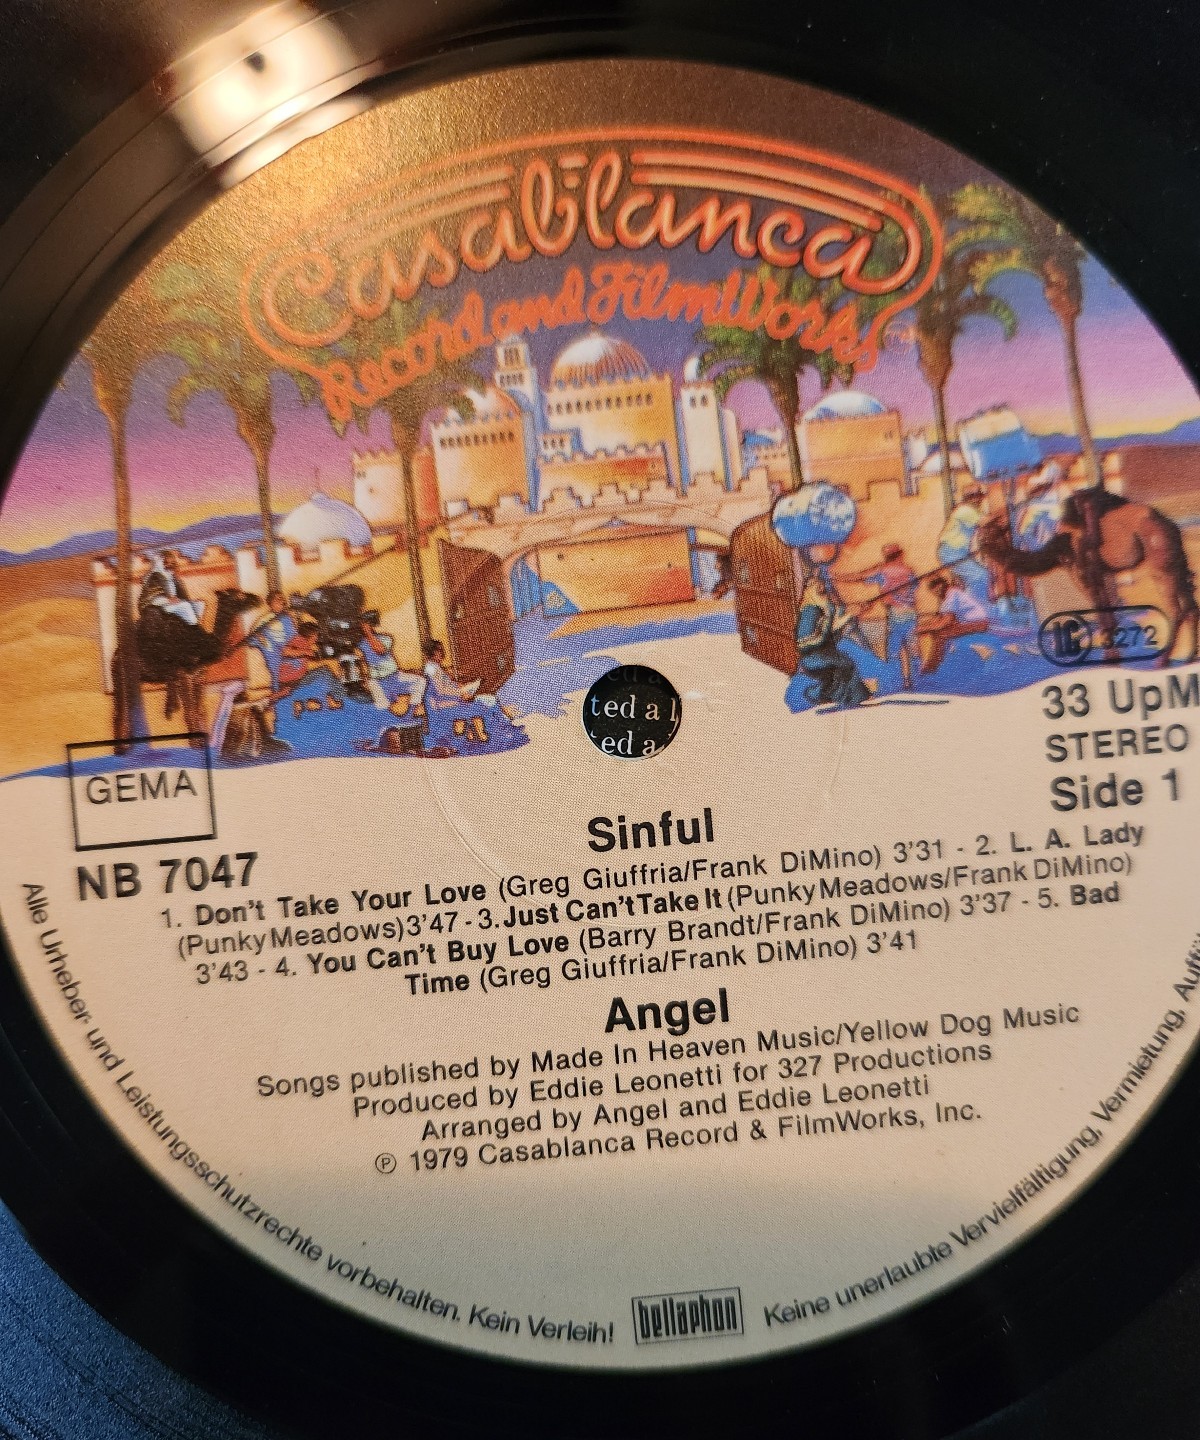 Casablanca
Record and FilmWorks
LC 3272
33 UpM
STEREO
Side 1
GEMA
NB 7047
ted a l
ed a
Sinful
1. Don't Take Your Love (Greg Giuffria/Frank DiMino) 3'31 - 2. L. A. Lady
(Punky Meadows) 3'47 - 3. Just Can't Take It (Punky Meadows/Frank DiMino)
3'43 - 4. You Can't Buy Love (Barry Brandt/Frank DiMino) 3'37 - 5. Bad
Time (Greg Giuffria/Frank DiMino) 3'41
Angel
Songs published by Made In Heaven Music/Yellow Dog Music
Produced by Eddie Leonetti for 327 Productions
Arranged by Angel and Eddie Leonetti
℗ 1979 Casablanca Record & FilmWorks, Inc.
Alle Urheber- und Leistungsschutzrechte vorbehalten. Kein Verleih!
bellaphon
Keine unerlaubte Vervielfältigung, Vermietung,